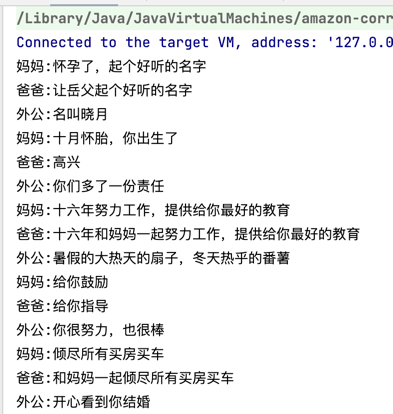 /Library/Java/JavaVirtualMachines/amazon-corr
Connected to the target VM, address: '127.0.0
妈妈:怀孕了，起个好听的名字
爸爸:让岳父起个好听的名字
外公:名叫晓月
妈妈:十月怀胎，你出生了
爸爸:高兴
外公:你们多了一份责任
妈妈:十六年努力工作，提供给你最好的教育
爸爸:十六年和妈妈一起努力工作，提供给你最好的教育
外公:暑假的大热天的扇子，冬天热乎的番薯
妈妈:给你鼓励
爸爸:给你指导
外公:你很努力，也很棒
妈妈:倾尽所有买房买车
爸爸:和妈妈一起倾尽所有买房买车
外公:开心看到你结婚